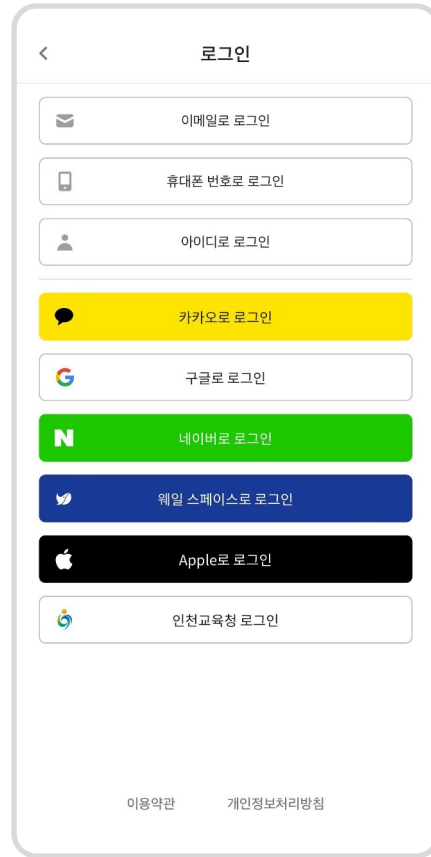 로그인
이메일로 로그인
휴대폰 번호로 로그인
아이디로 로그인
카카오로 로그인
구글로 로그인
네이버로 로그인
웨일 스페이스로 로그인
Apple로 로그인
인천교육청 로그인
이용약관 개인정보처리방침